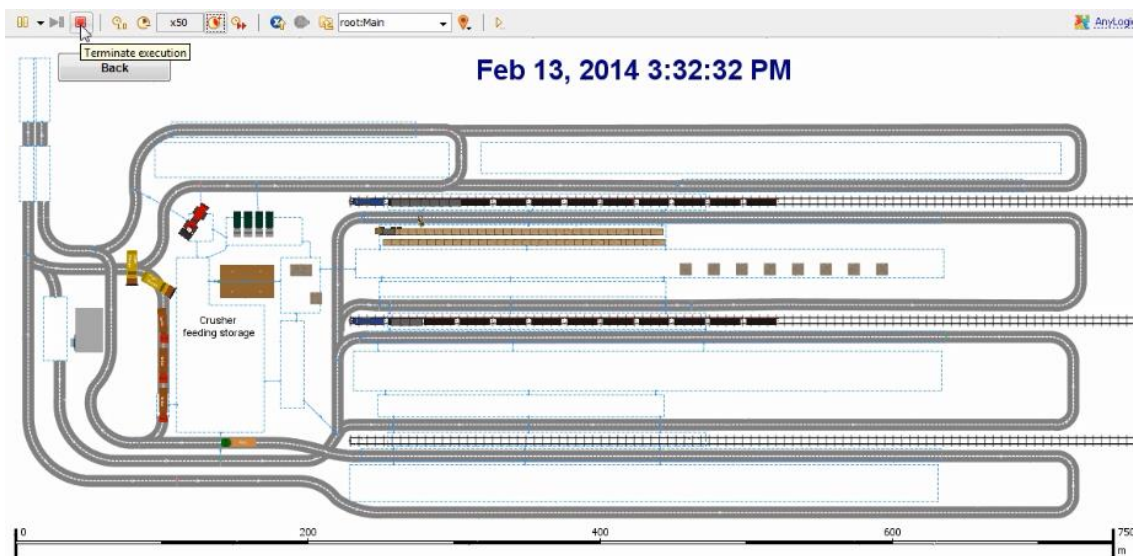 x50
root:Main
AnyLogic
Terminate execution
Back
Feb 13, 2014 3:32:32 PM
Crusher
feeding storage
0
200
400
600
750
m